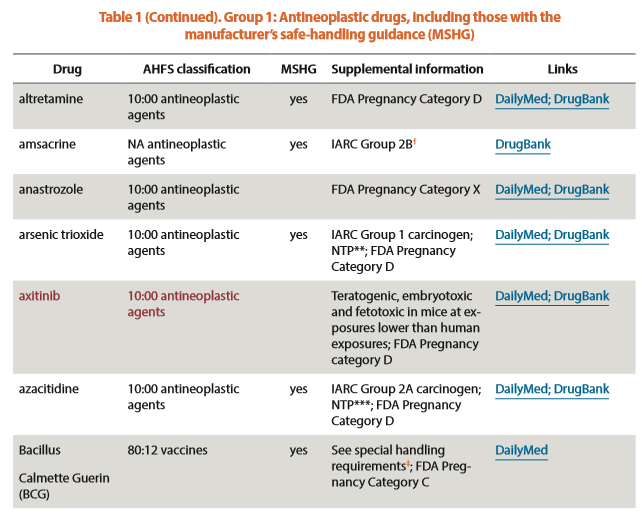 Table 1 (Continued). Group 1: Antineoplastic drugs, including those with the
manufacturer's safe-handling guidance (MSHG)
Drug AHFS classification MSHG Supplemental information Links
altretamine 10:00 antineoplastic yes FDA Pregnancy Category D DailyMed; DrugBank
agents
amsacrine NA antineoplastic yes IARC Group 2B† DrugBank
agents
anastrozole 10:00 antineoplastic FDA Pregnancy Category X DailyMed; DrugBank
agents
arsenic trioxide 10:00 antineoplastic yes IARC Group 1 carcinogen; DailyMed; DrugBank
agents NTP**; FDA Pregnancy
Category D
axitinib 10:00 antineoplastic Teratogenic, embryotoxic DailyMed; DrugBank
agents and fetotoxic in mice at ex-
posures lower than human
exposures; FDA Pregnancy
category D
azacitidine 10:00 antineoplastic yes IARC Group 2A carcinogen; DailyMed; DrugBank
agents NTP***; FDA Pregnancy
Category D
Bacillus 80:12 vaccines yes See special handling DailyMed
requirements‡; FDA Preg-
Calmette Guerin nancy Category C
(BCG)